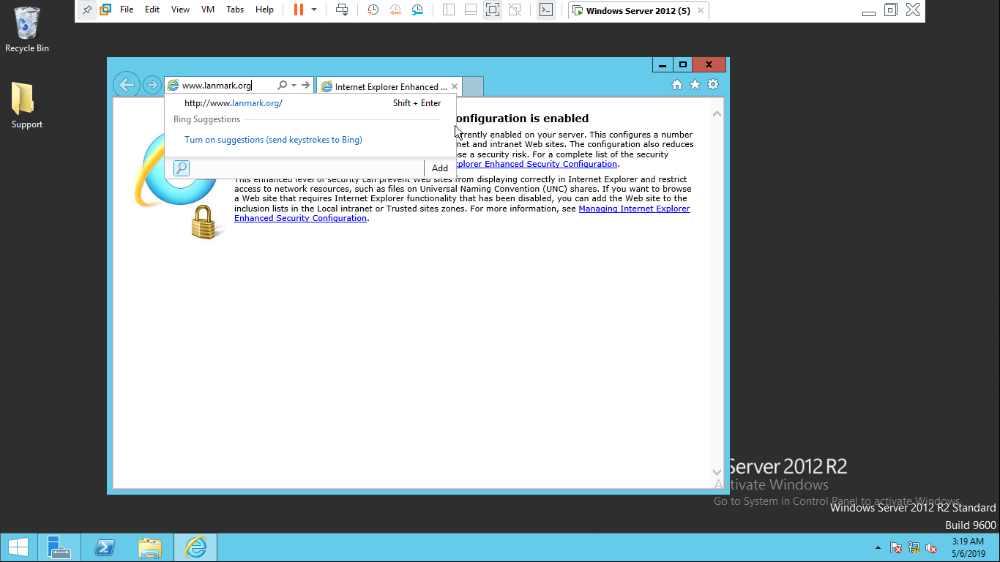 File Edit View VM Tabs Help
Windows Server 2012 (5)
Recycle Bin
Support
www.lanmark.org
Internet Explorer Enhanced ...
http://www.lanmark.org/ Shift + Enter
Bing Suggestions
Turn on suggestions (send keystrokes to Bing)
Add
onfiguration is enabled
rrently enabled on your server. This configures a number
net and intranet Web sites. The configuration also reduces
se a security risk. For a complete list of the security
xplorer Enhanced Security Configuration.
This enhanced level of security can prevent Web sites from displaying correctly in Internet Explorer and restrict
access to network resources, such as files on Universal Naming Convention (UNC) shares. If you want to browse
a Web site that requires Internet Explorer functionality that has been disabled, you can add the Web site to the
inclusion lists in the Local intranet or Trusted sites zones. For more information, see Managing Internet Explorer
Enhanced Security Configuration.
Server 2012 R2
Activate Windows
Go to System in Control Panel to activate Windows.
Windows Server 2012 R2 Standard
Build 9600
3:19 AM
5/6/2019